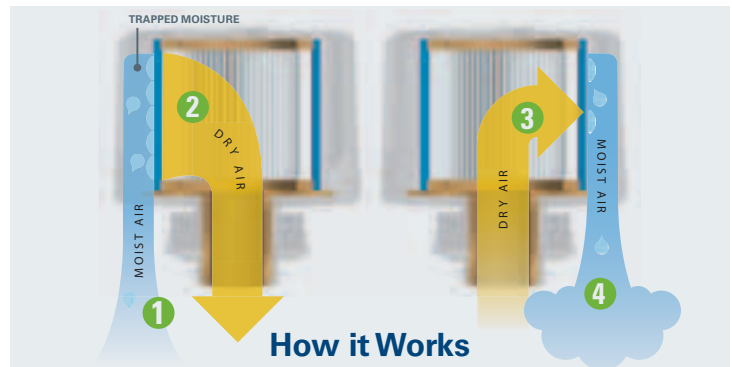 TRAPPED MOISTURE
2
DRY AIR
MOIST AIR
1
3
DRY AIR
MOIST AIR
4
How it Works